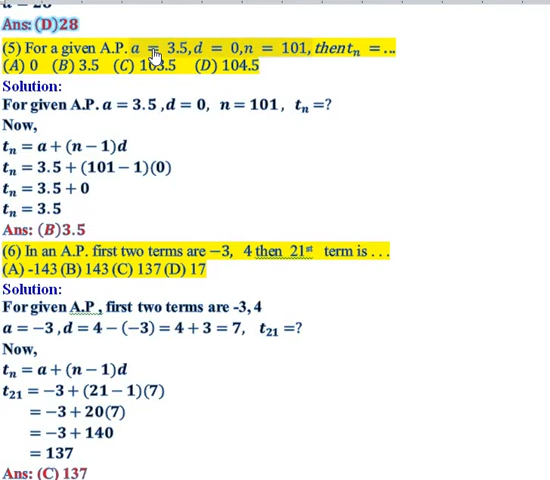 Ans: (D)28
(5) For a given A.P. a = 3.5, d = 0, n = 101, then tₙ = ...
(A) 0 (B) 3.5 (C) 103.5 (D) 104.5
Solution:
For given A.P. a = 3.5 , d = 0, n = 101, tₙ =?
Now,
tₙ = a + (n − 1)d
tₙ = 3.5 + (101 − 1)(0)
tₙ = 3.5 + 0
tₙ = 3.5
Ans: (B)3.5
(6) In an A.P. first two terms are −3, 4 then 21ˢᵗ term is . . .
(A) -143 (B) 143 (C) 137 (D) 17
Solution:
For given A.P , first two terms are -3, 4
a = −3 , d = 4 − (−3) = 4 + 3 = 7, t₂₁ =?
Now,
tₙ = a + (n − 1)d
t₂₁ = −3 + (21 − 1)(7)
= −3 + 20(7)
= −3 + 140
= 137
Ans: (C) 137